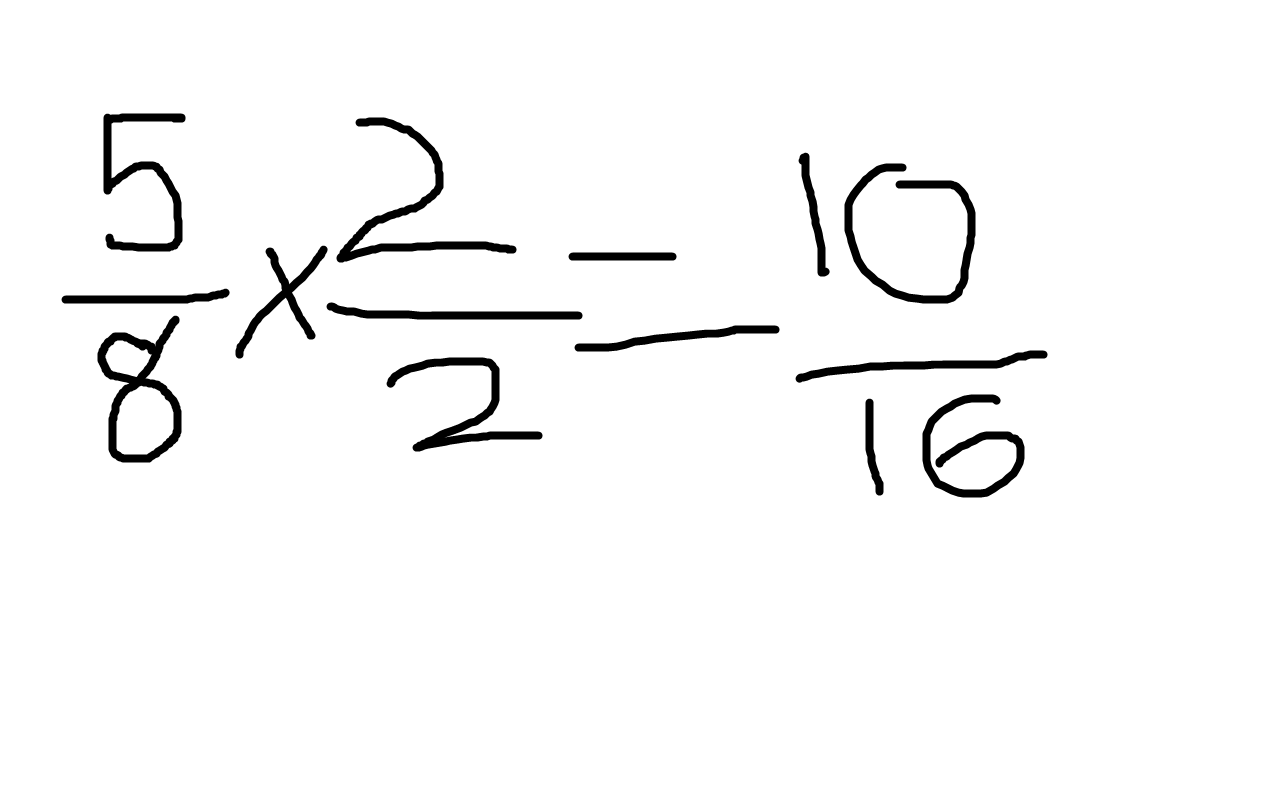 5/8 x 2/2 = 10/16